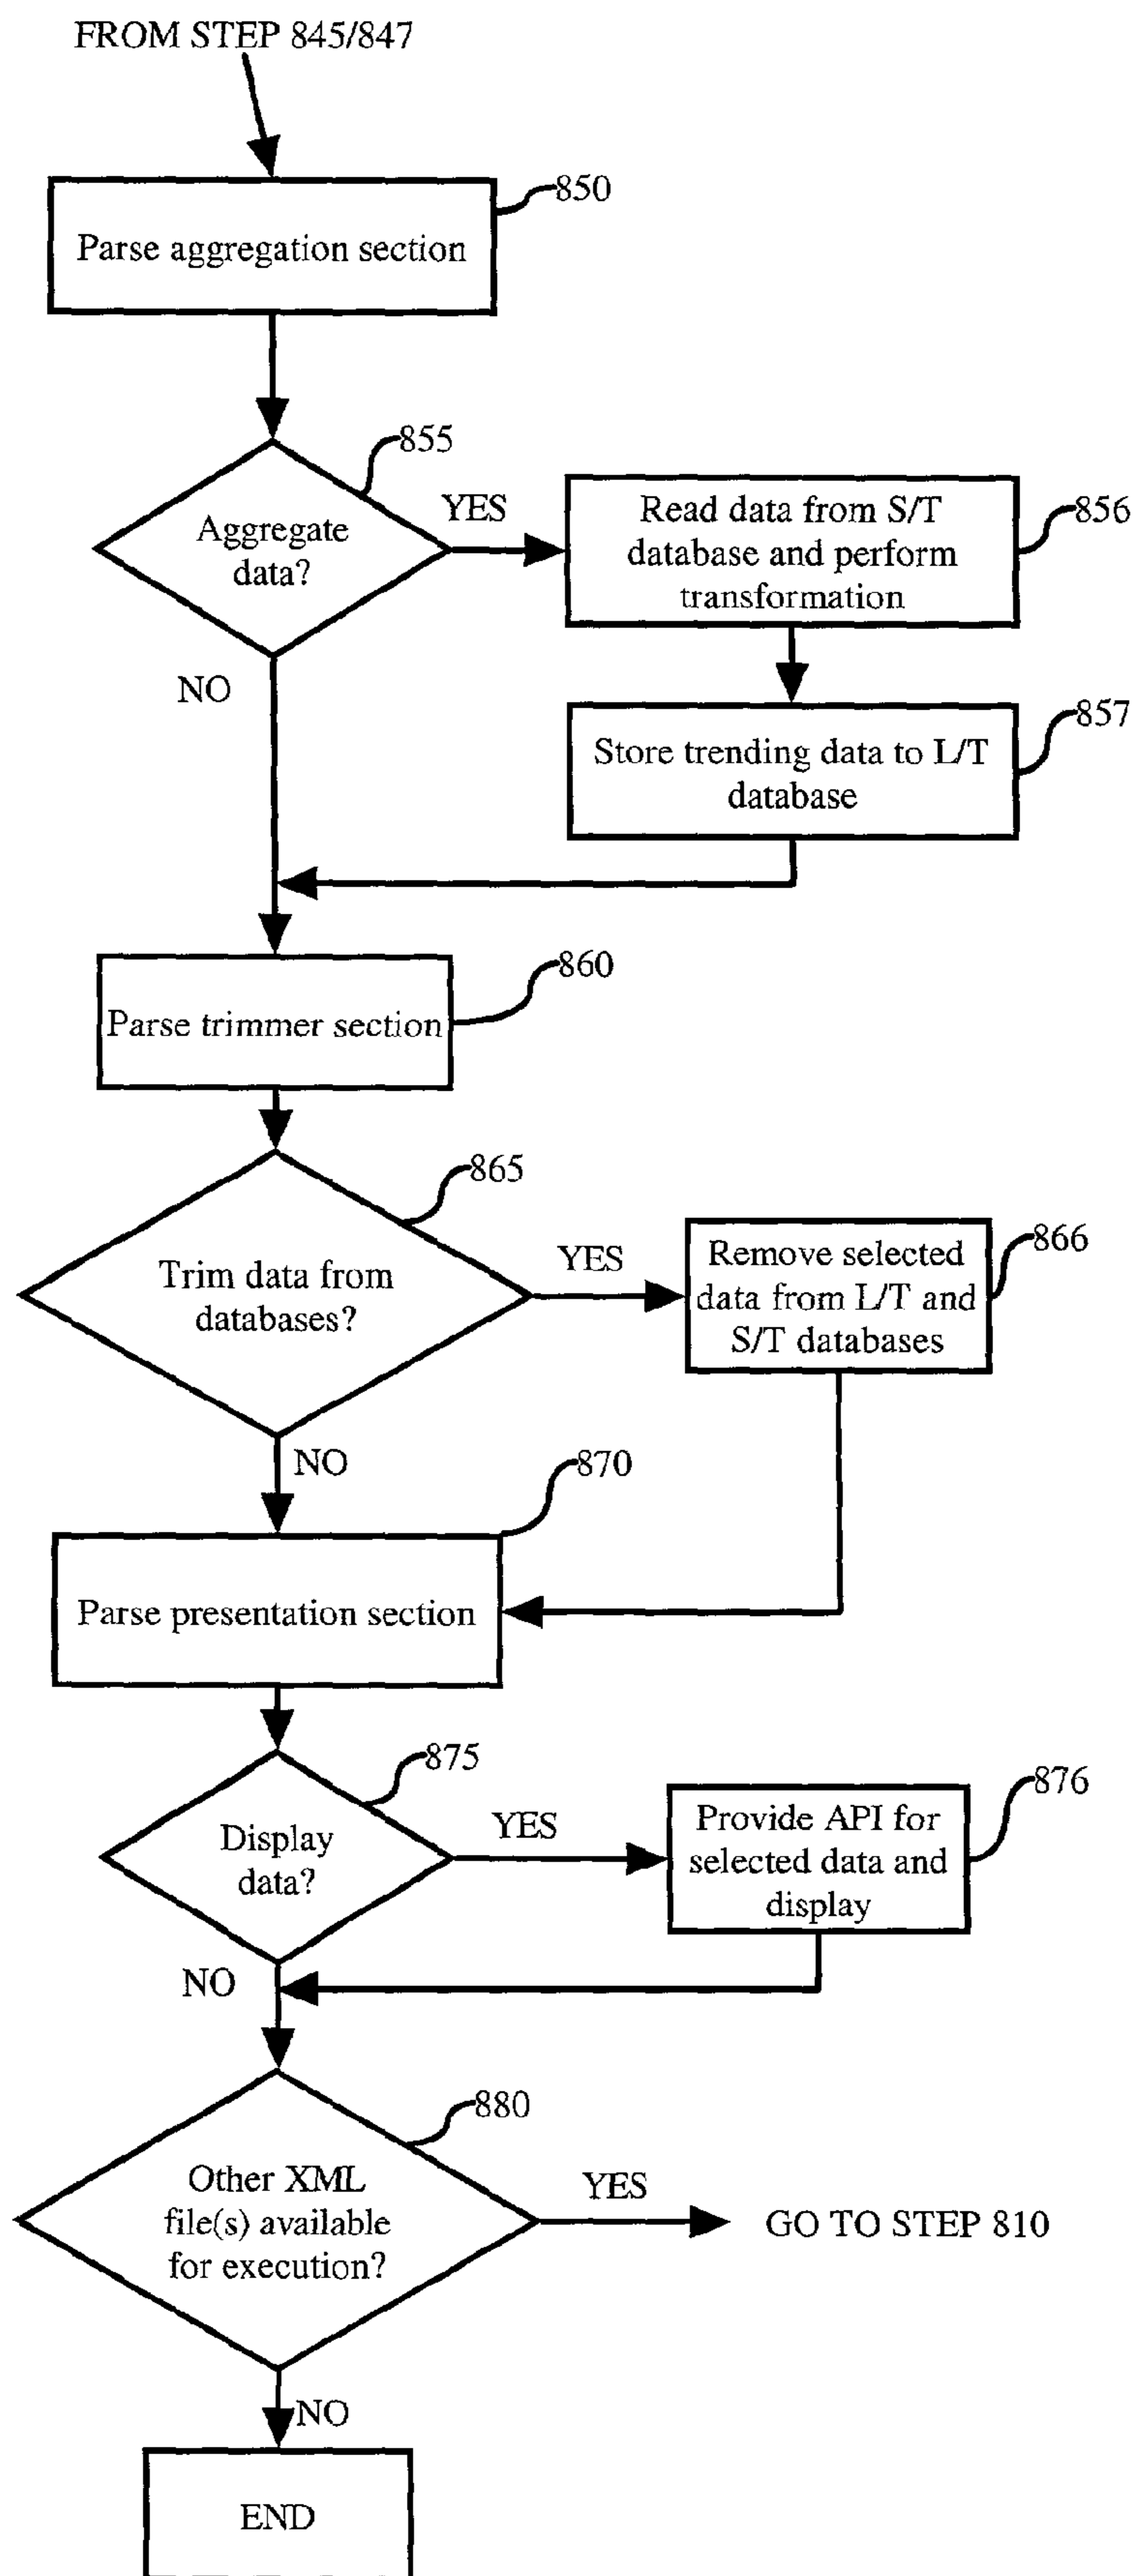 FROM STEP 845/847
850
Parse aggregation section
855
Aggregate
data?
YES
Read data from S/T
database and perform
transformation
856
NO
Store trending data to L/T
database
857
860
Parse trimmer section
865
Trim data from
databases?
YES
Remove selected
data from L/T and
S/T databases
866
NO
870
Parse presentation section
875
Display
data?
YES
Provide API for
selected data and
display
876
NO
880
Other XML
file(s) available
for execution?
YES
GO TO STEP 810
NO
END